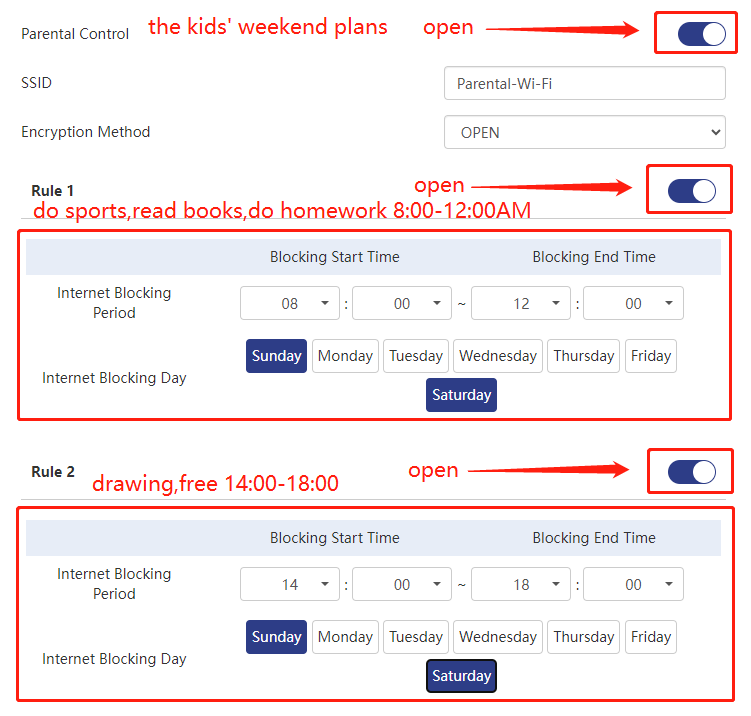 Parental Control the kids' weekend plans open
SSID Parental-Wi-Fi
Encryption Method OPEN
Rule 1 open
do sports,read books,do homework 8:00-12:00AM
Blocking Start Time Blocking End Time
Internet Blocking Period 08 : 00 ~ 12 : 00
Internet Blocking Day Sunday Monday Tuesday Wednesday Thursday Friday
Saturday
Rule 2 drawing,free 14:00-18:00 open
Blocking Start Time Blocking End Time
Internet Blocking Period 14 : 00 ~ 18 : 00
Internet Blocking Day Sunday Monday Tuesday Wednesday Thursday Friday
Saturday